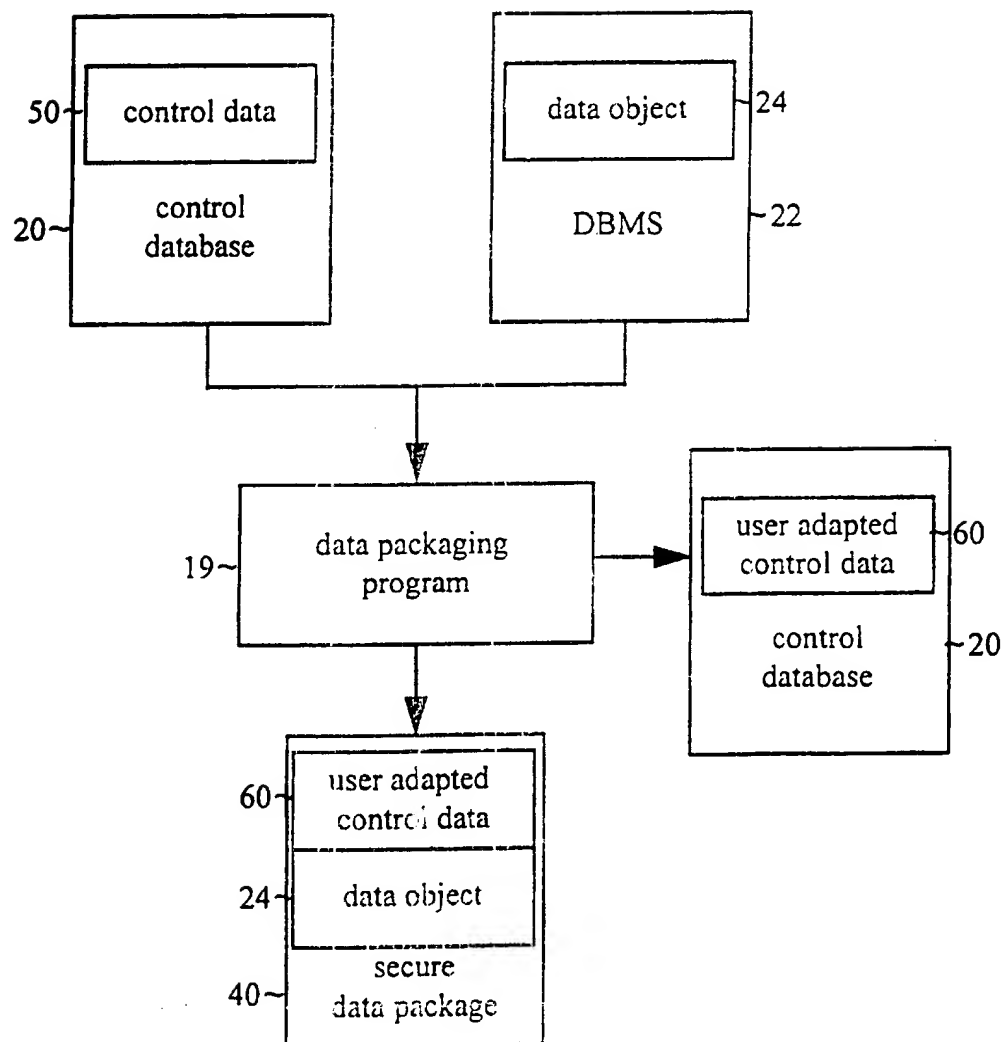 50~ control data
data object 24
20~ control
database
DBMS ~22
19~ data packaging
program
user adapted ~60
control data
control ~20
database
60~ user adapted
control data
24~ data object
40~ secure
data package